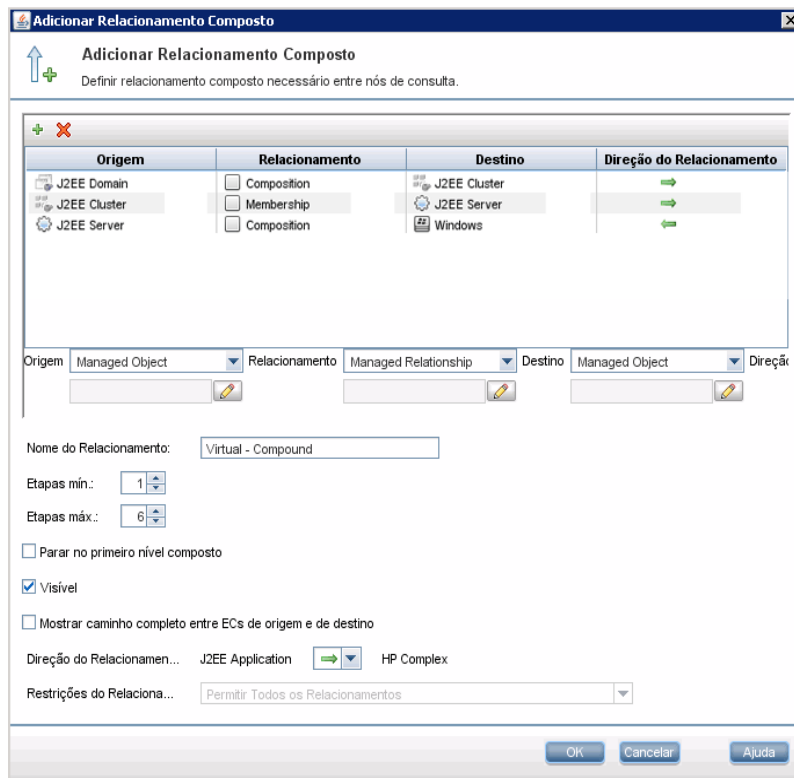 Adicionar Relacionamento Composto
Adicionar Relacionamento Composto
Definir relacionamento composto necessário entre nós de consulta.
Origem Relacionamento Destino Direção do Relacionamento
J2EE Domain Composition J2EE Cluster
J2EE Cluster Membership J2EE Server
J2EE Server Composition Windows
Origem Managed Object Relacionamento Managed Relationship Destino Managed Object Direçã
Nome do Relacionamento: Virtual - Compound
Etapas mín.: 1
Etapas máx.: 6
Parar no primeiro nível composto
Visível
Mostrar caminho completo entre ECs de origem e de destino
Direção do Relacionamen... J2EE Application HP Complex
Restrições do Relaciona... Permitir Todos os Relacionamentos
OK Cancelar Ajuda